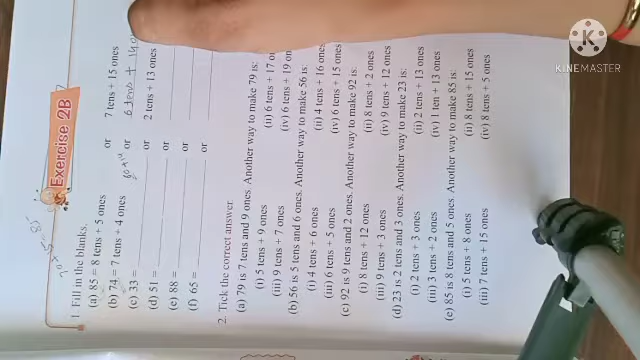 Exercise 2B
1 Fill in the blanks.
(a) 85 = 8 tens + 5 ones or 7 tens + 15 ones
(b) 74 = 7 tens + 4 ones or 6 tens + 14
(c) 33 = or 2 tens + 13 ones
(d) 51 = or
(e) 88 = or
(f) 65 = or
2. Tick the correct answer.
(a) 79 is 7 tens and 9 ones. Another way to make 79 is:
(i) 5 tens + 9 ones (ii) 6 tens + 17
(iii) 9 tens + 7 ones (iv) 6 tens + 19 on
(b) 56 is 5 tens and 6 ones. Another way to make 56 is:
(i) 4 tens + 6 ones (ii) 4 tens + 16 ones
(iii) 6 tens + 5 ones (iv) 6 tens + 15 ones
(c) 92 is 9 tens and 2 ones. Another way to make 92 is:
(i) 8 tens + 12 ones (ii) 8 tens + 2 ones
(iii) 9 tens + 3 ones (iv) 9 tens + 12 ones
(d) 23 is 2 tens and 3 ones. Another way to make 23 is:
(i) 2 tens + 3 ones (ii) 2 tens + 13 ones
(iii) 3 tens + 2 ones (iv) 1 ten + 13 ones
(e) 85 is 8 tens and 5 ones. Another way to make 85 is:
(i) 5 tens + 8 ones (ii) 8 tens + 15 ones
(iii) 7 tens + 15 ones (iv) 8 tens + 5 ones
KINEMASTER